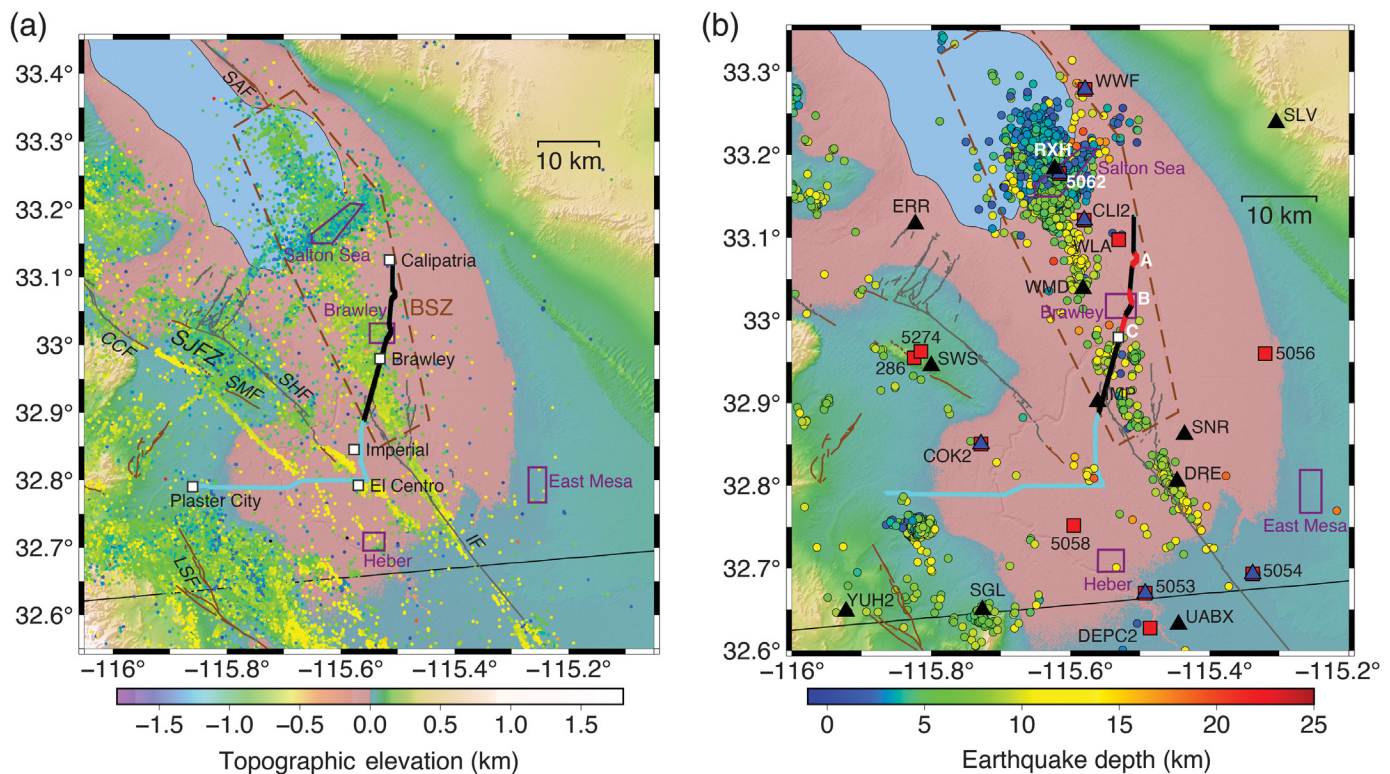 (a)
33.4°
33.3°
33.2°
33.1°
33°
32.9°
32.8°
32.7°
32.6°
−116°
−115.8°
−115.6°
−115.4°
−115.2°
SAF
10 km
Salton Sea
Calipatria
BSZ
Brawley
Brawley
CCF
SJFZ
SMF
SHF
Imperial
El Centro
Plaster City
East Mesa
Heber
IF
LSF
−1.5
−1.0
−0.5
0.0
0.5
1.0
1.5
Topographic elevation (km)
(b)
33.3°
33.2°
33.1°
33°
32.9°
32.8°
32.7°
32.6°
−116°
−115.8°
−115.6°
−115.4°
−115.2°
WWF
SLV
RXH
Salton Sea
5062
10 km
ERR
CLI2
WLA
A
WMD
B
Brawley
C
5274
286
SWS
5056
IMP
SNR
COK2
DRE
East Mesa
5058
Heber
5054
5053
YUH2
SGL
UABX
DEPC2
0
5
10
15
20
25
Earthquake depth (km)